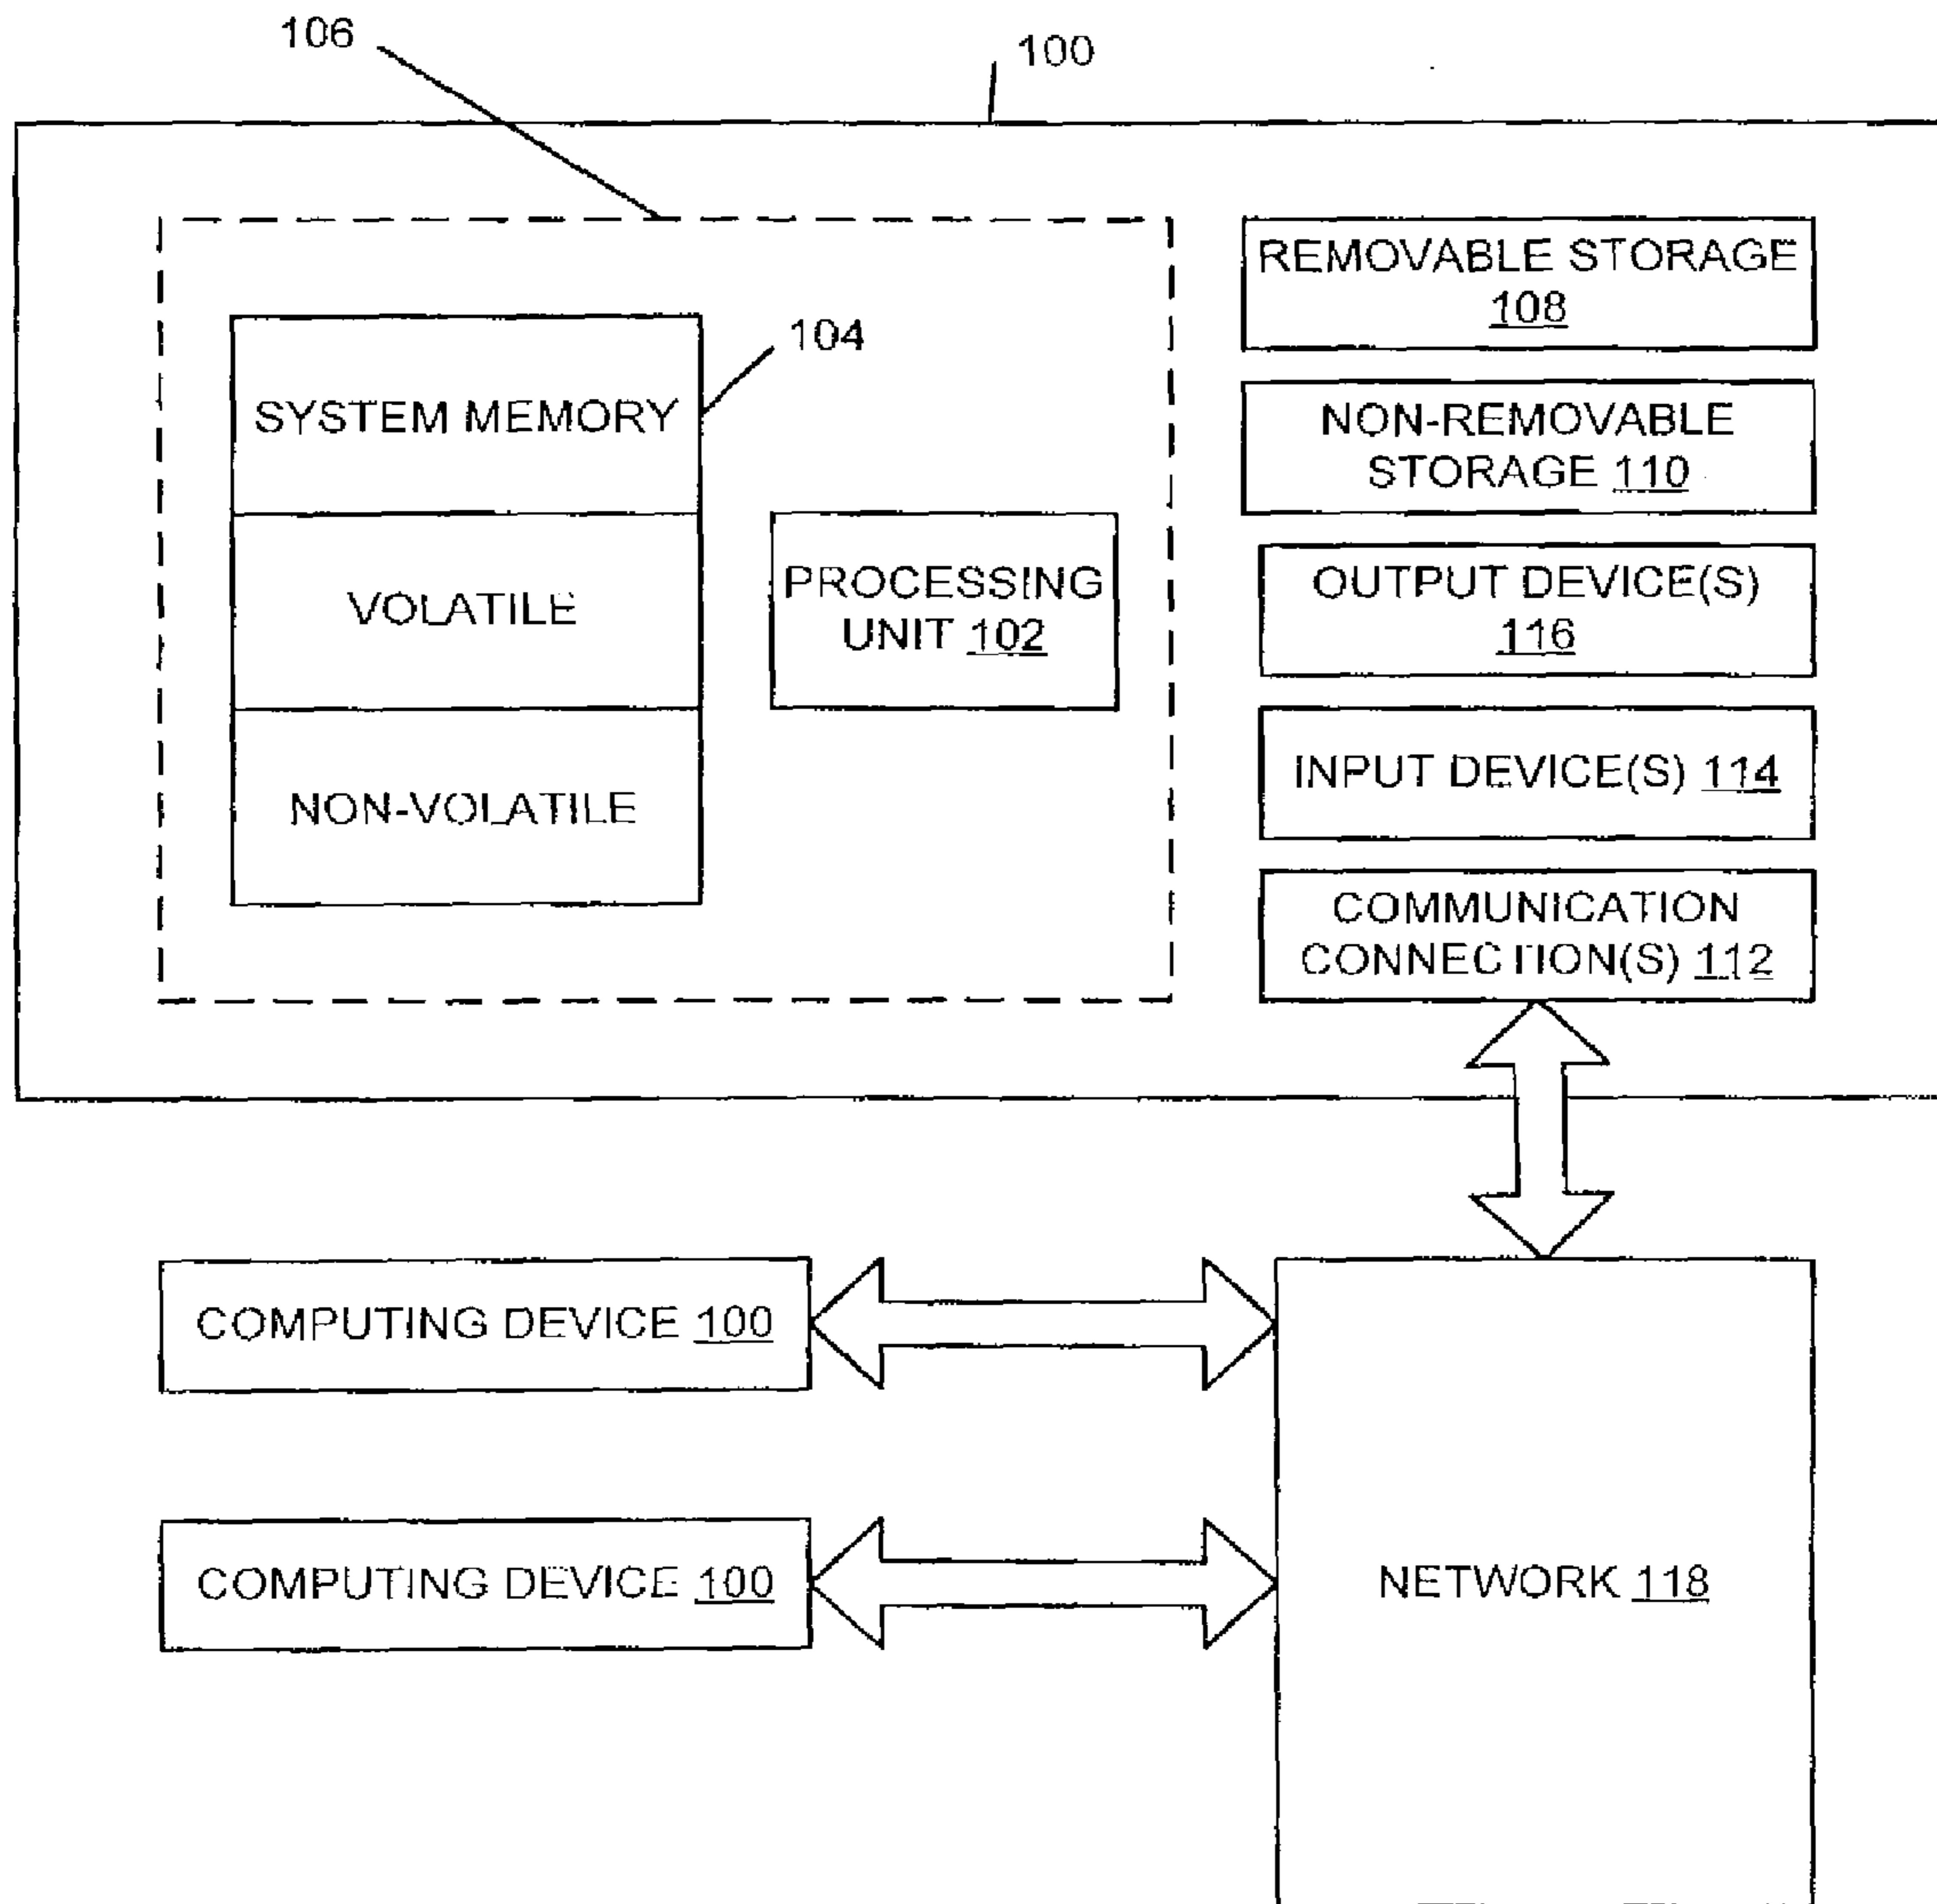 106
100
REMOVABLE STORAGE
108
104
SYSTEM MEMORY
NON-REMOVABLE
STORAGE 110
VOLATILE
PROCESSING
UNIT 102
OUTPUT DEVICE(S)
116
NON-VOLATILE
INPUT DEVICE(S) 114
COMMUNICATION
CONNECTION(S) 112
COMPUTING DEVICE 100
COMPUTING DEVICE 100
NETWORK 118